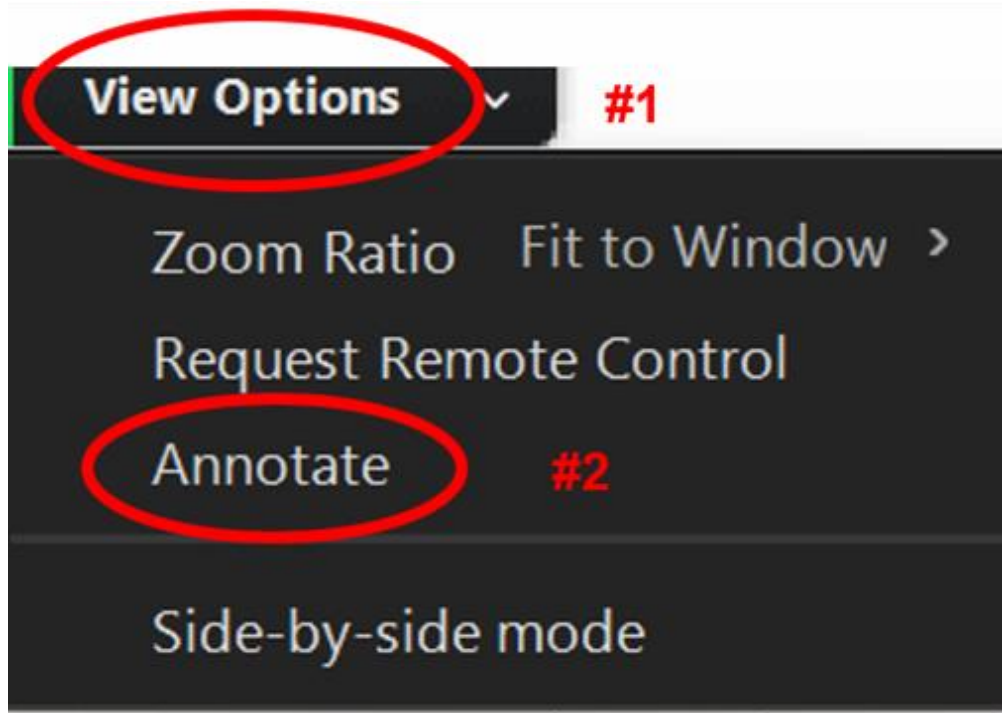 View Options #1
Zoom Ratio Fit to Window >
Request Remote Control
Annotate #2
Side-by-side mode